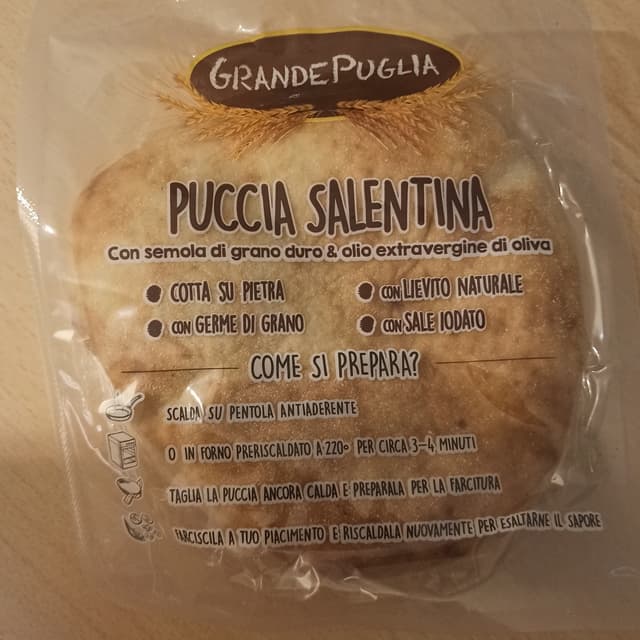 GRANDEPUGLIA
PUCCIA SALENTINA
Con semola di grano duro & olio extravergine di oliva
COTTA SU PIETRA
CON LIEVITO NATURALE
CON GERME DI GRANO
CON SALE IODATO
COME SI PREPARA?
SCALDA SU PENTOLA ANTIADERENTE
O IN FORNO PRERISCALDATO A 220° PER CIRCA 3-4 MINUTI
TAGLIA LA PUCCIA ANCORA CALDA E PREPARALA PER LA FARCITURA
FARCISCILA A TUO PIACIMENTO E RISCALDALA NUOVAMENTE PER ESALTARNE IL SAPORE